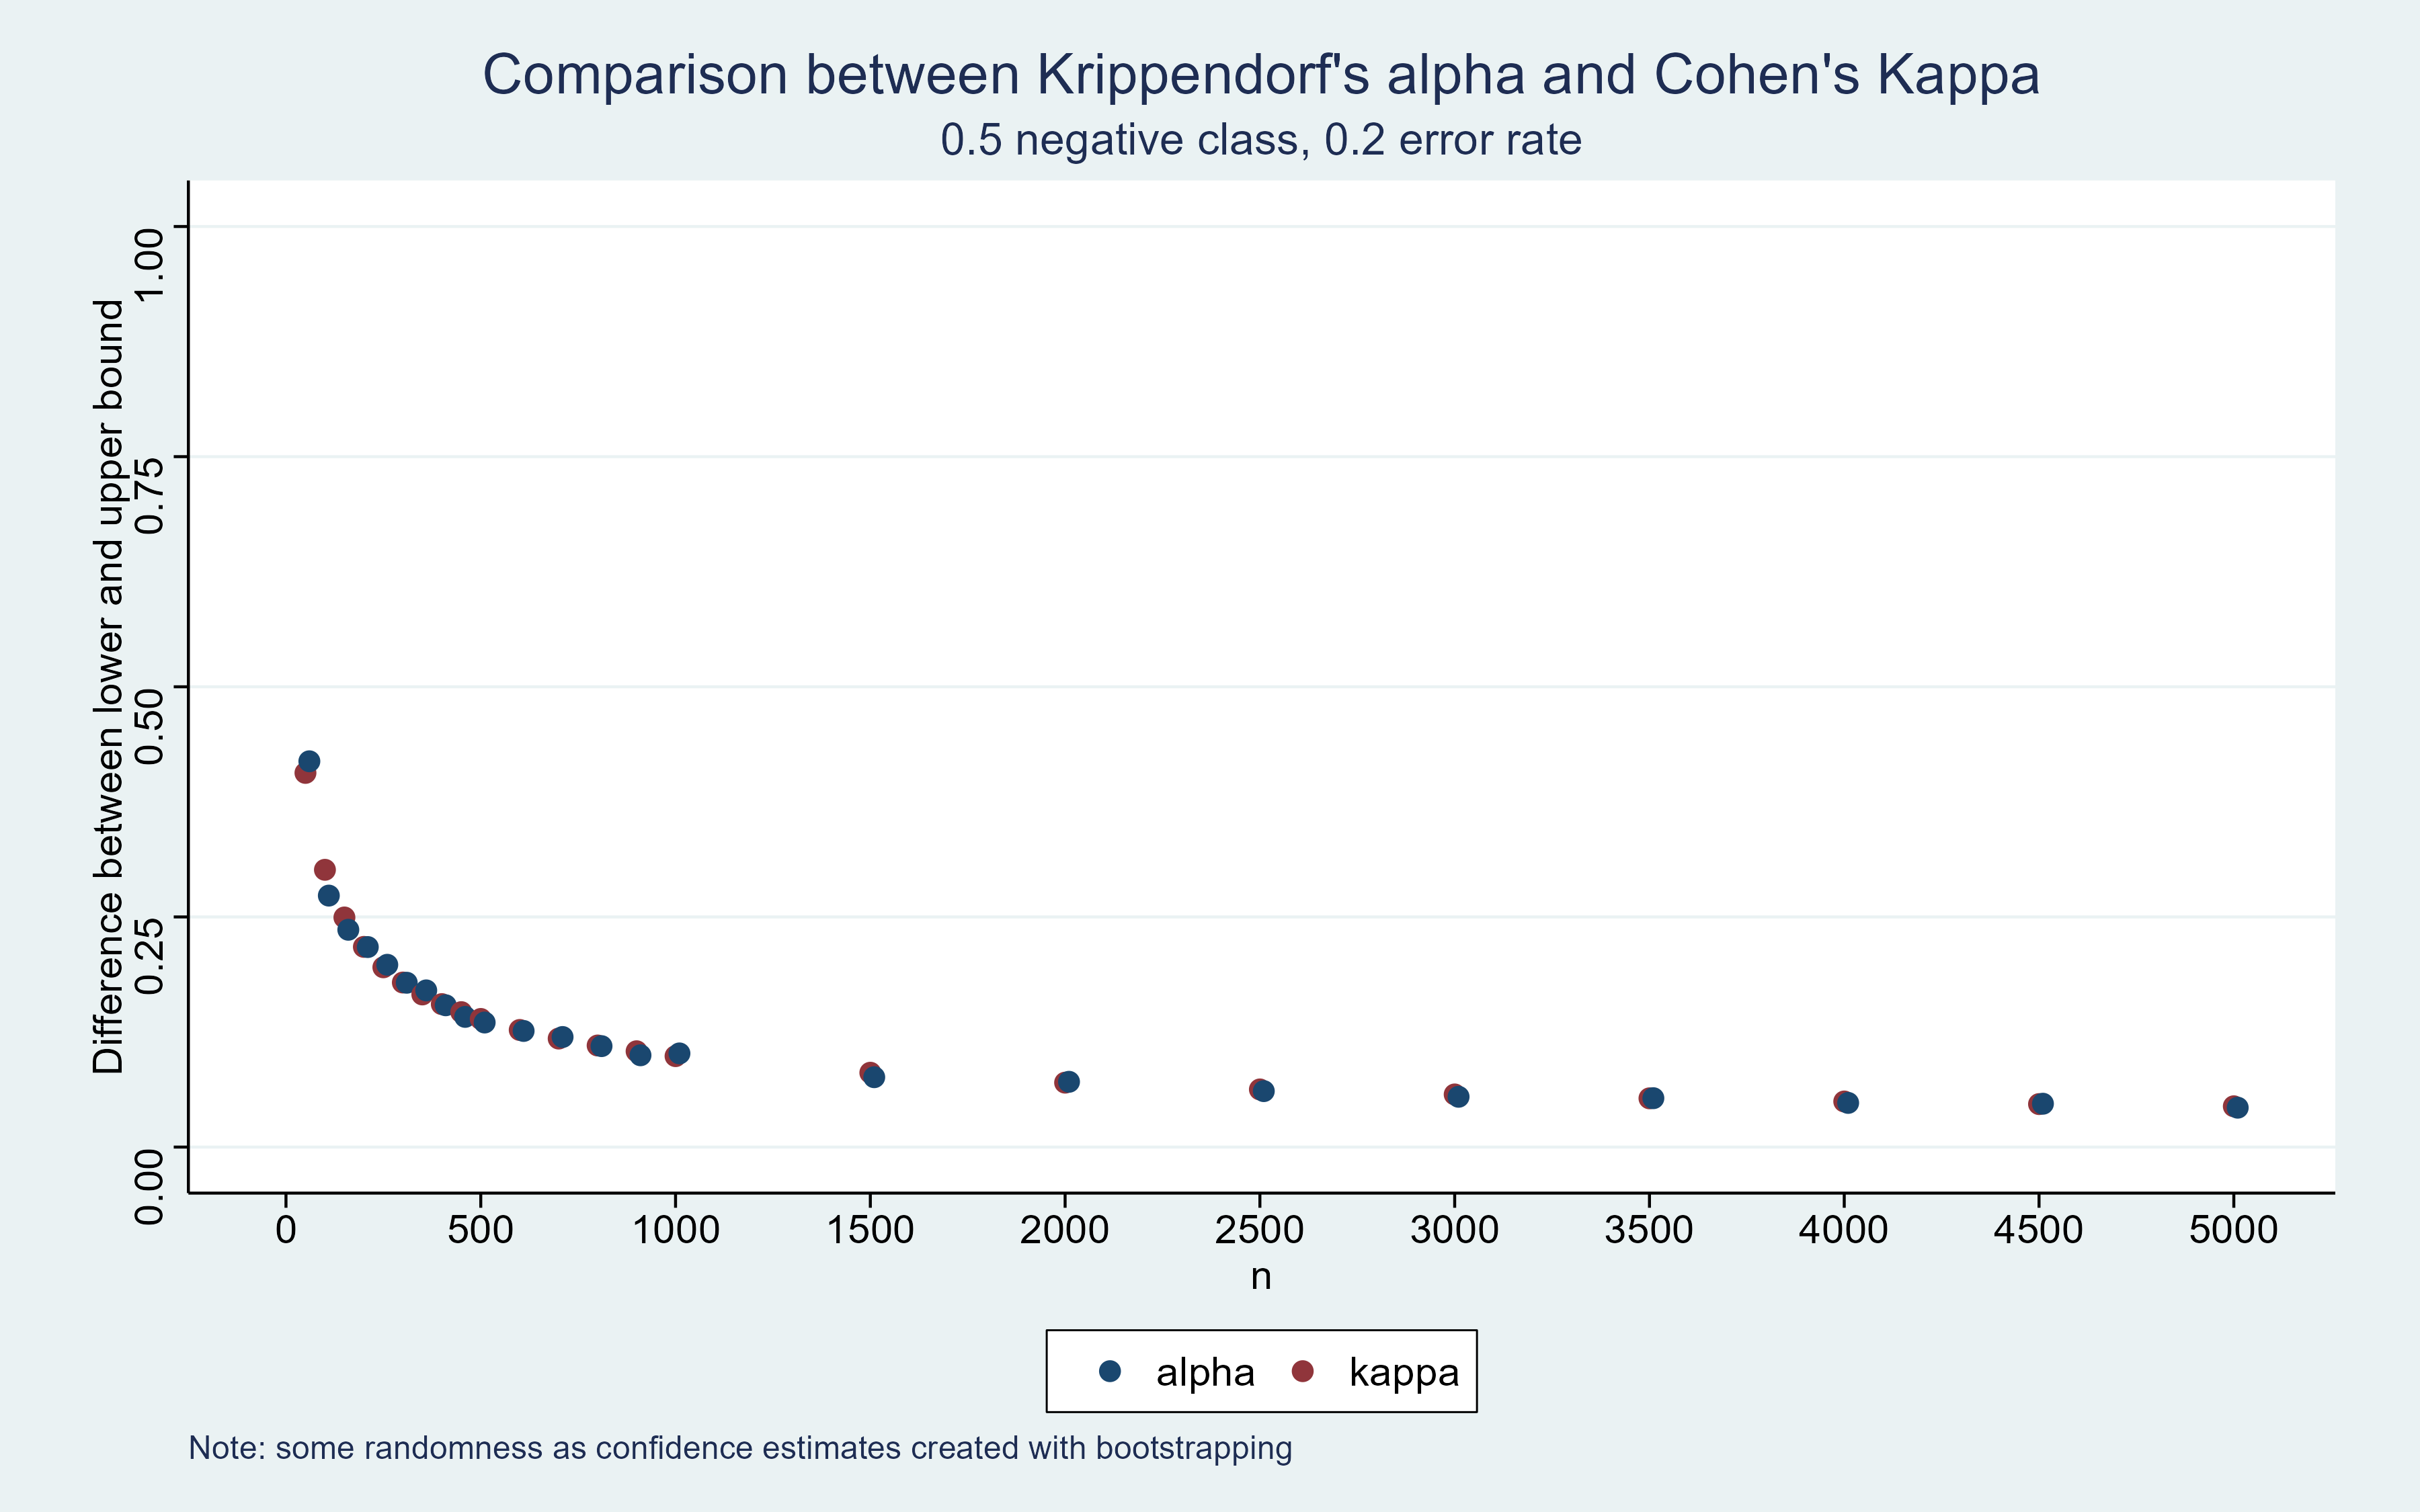 Comparison between Krippendorf's alpha and Cohen's Kappa
0.5 negative class, 0.2 error rate
Difference between lower and upper bound
1.00
0.75
0.50
0.25
0.00
0 500 1000 1500 2000 2500 3000 3500 4000 4500 5000
n
alpha kappa
Note: some randomness as confidence estimates created with bootstrapping